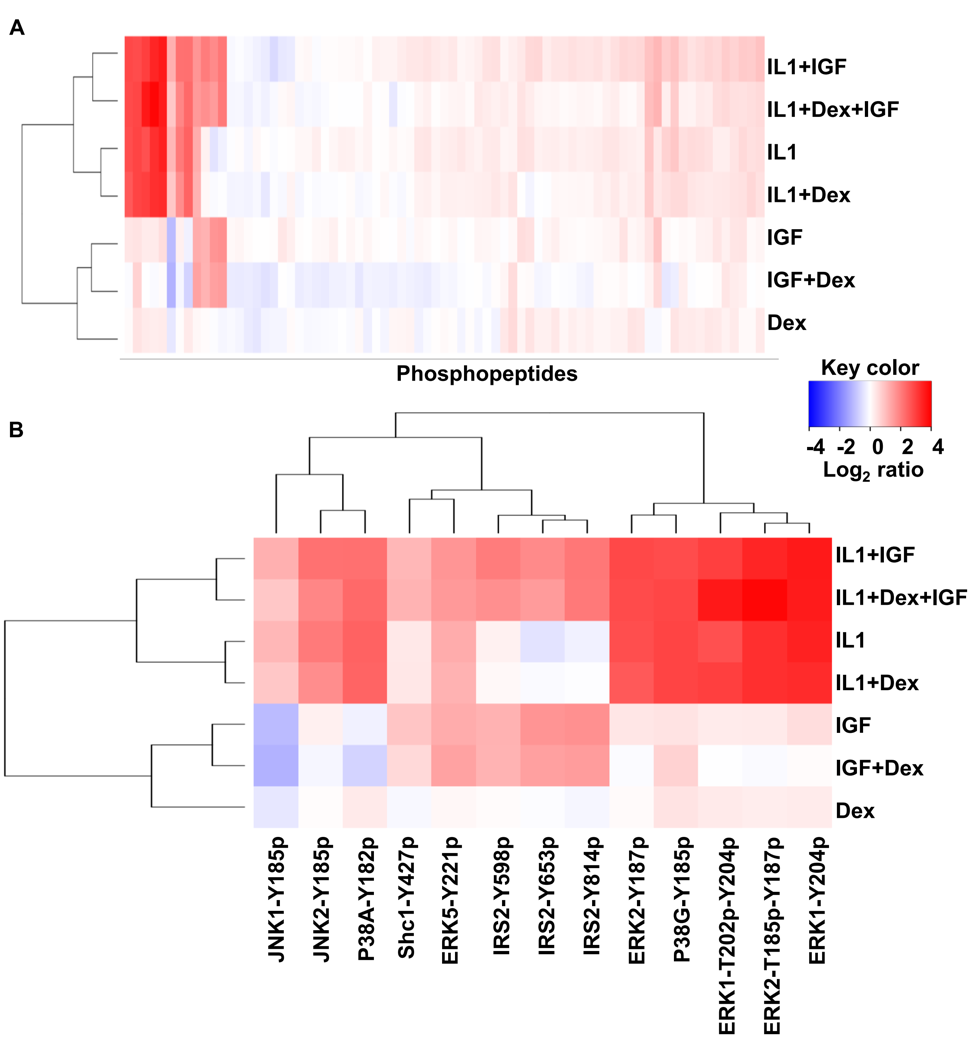 A
IL1+IGF
IL1+Dex+IGF
IL1
IL1+Dex
IGF
IGF+Dex
Dex
Phosphopeptides
Key color
-4 -2 0 2 4
Log2 ratio
B
IL1+IGF
IL1+Dex+IGF
IL1
IL1+Dex
IGF
IGF+Dex
Dex
JNK1-Y185p
JNK2-Y185p
P38A-Y182p
Shc1-Y427p
ERK5-Y221p
IRS2-Y598p
IRS2-Y653p
IRS2-Y814p
ERK2-Y187p
P38G-Y185p
ERK1-T202p-Y204p
ERK2-T185p-Y187p
ERK1-Y204p